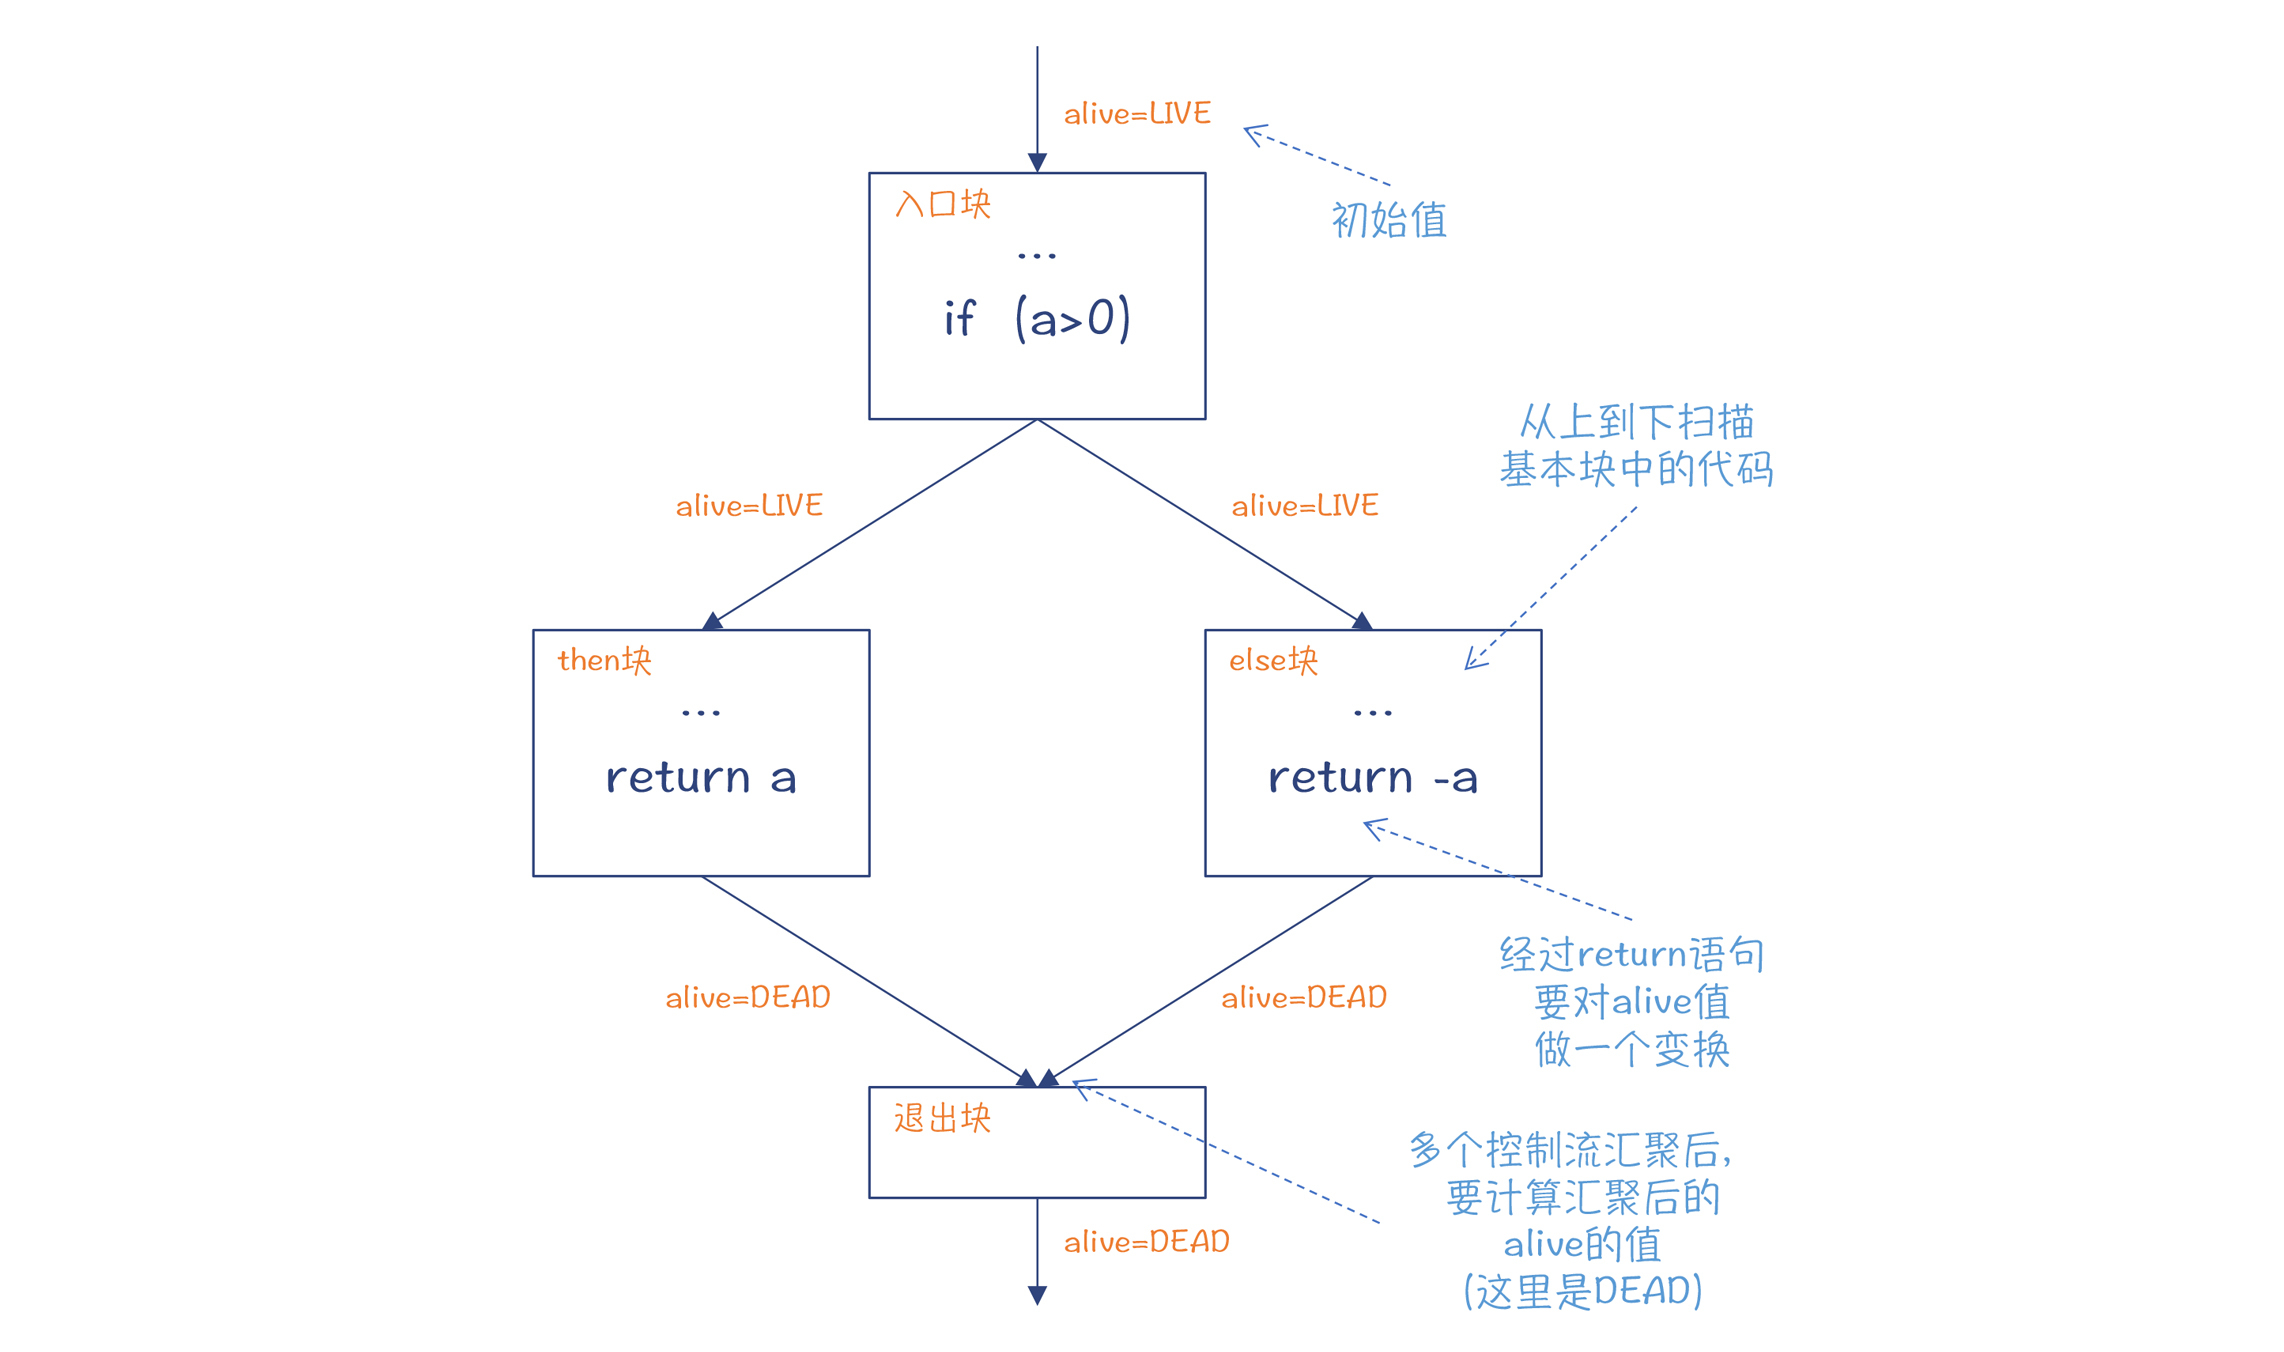 alive=LIVE
初始值
入口块
...
if (a>0)
从上到下扫描
基本块中的代码
alive=LIVE
alive=LIVE
then块
...
return a
else块
...
return -a
经过return语句
要对alive值
做一个变换
alive=DEAD
alive=DEAD
退出块
多个控制流汇聚后,
要计算汇聚后的
alive的值
(这里是DEAD)
alive=DEAD